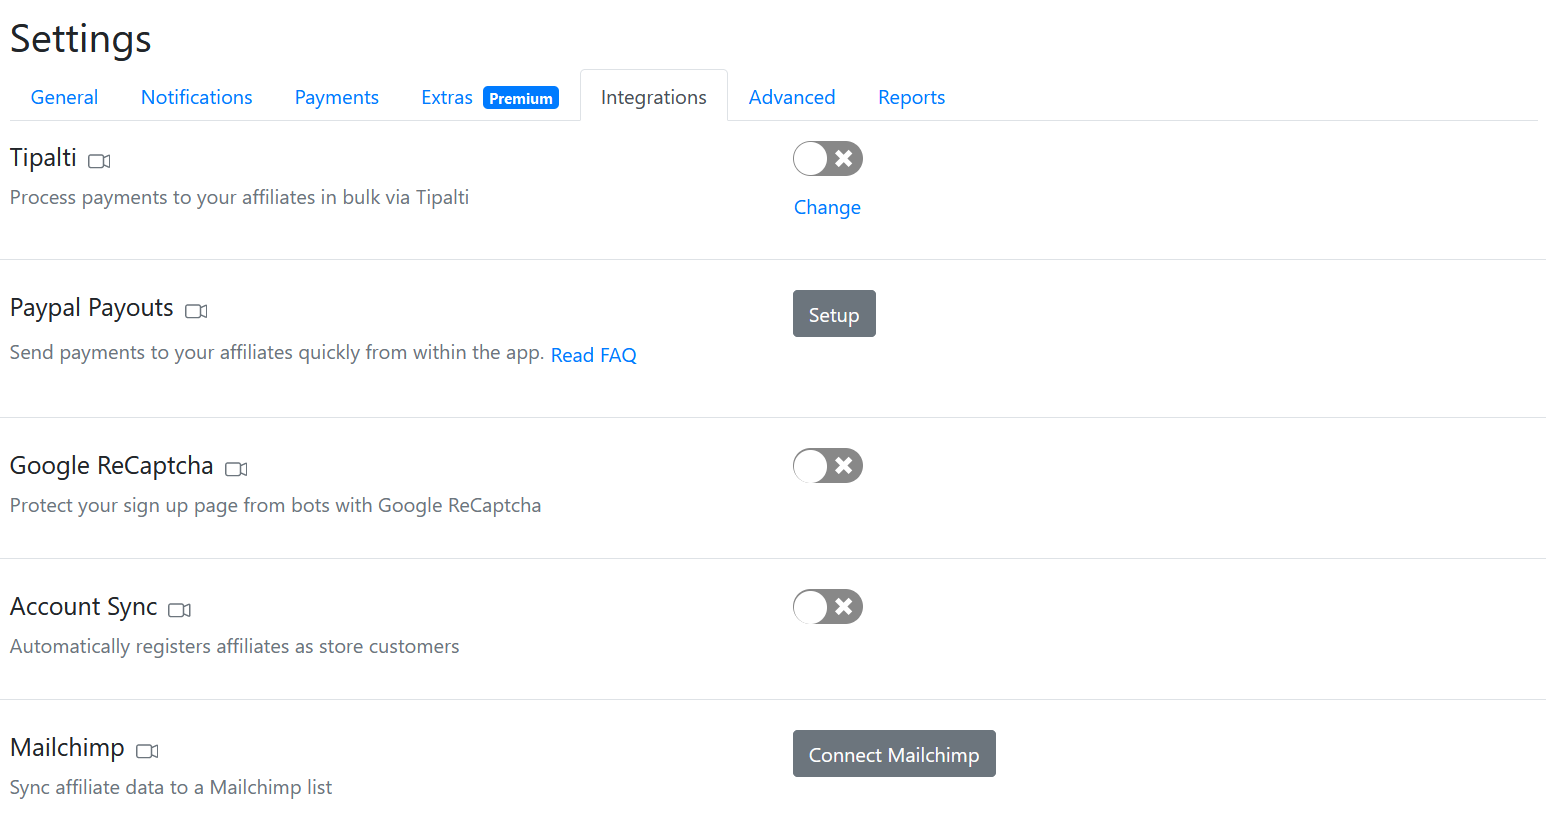 Settings
General Notifications Payments Extras Premium Integrations Advanced Reports
Tipalti
Process payments to your affiliates in bulk via Tipalti
Change
Paypal Payouts
Setup
Send payments to your affiliates quickly from within the app. Read FAQ
Google ReCaptcha
Protect your sign up page from bots with Google ReCaptcha
Account Sync
Automatically registers affiliates as store customers
Mailchimp
Connect Mailchimp
Sync affiliate data to a Mailchimp list